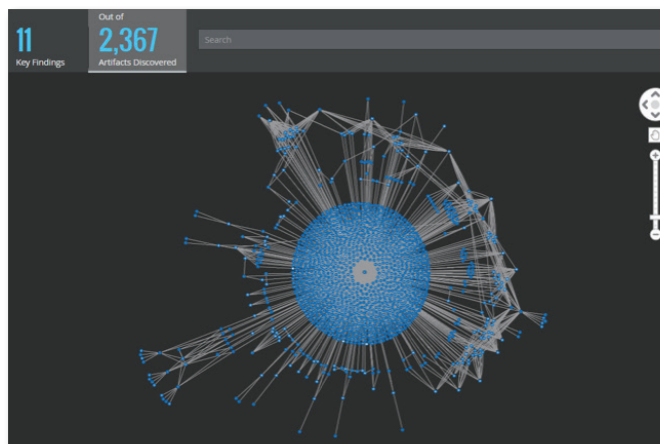 Out of
11
2,367
Key Findings
Artifacts Discovered
Search